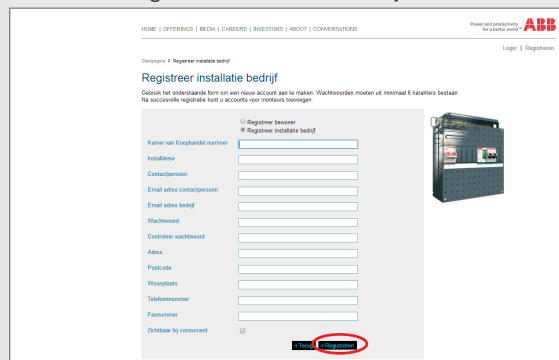 HOME | OFFERINGS | MEDIA | CAREERS | INVESTORS | ABOUT | CONVERSATIONS
Power and productivity
for a better world™
ABB
Login | Registreren
Startpagina > Registreer installatie bedrijf
Registreer installatie bedrijf
Gebruik het onderstaande form om een nieuwe account aan te maken. Wachtwoorden moeten uit minimaal 6 karakters bestaan.
Na succesvolle registratie kunt u accounts voor monteurs toevoegen.
Registreer bewoner
Registreer installatie bedrijf
Kamer van Koophandel nummer
Installateur
Contactpersoon
Email adres contactpersoon
Email adres bedrijf
Wachtwoord
Controleer wachtwoord
Adres
Postcode
Woonplaats
Telefoonnummer
Faxnummer
Zichtbaar bij consument
Terug Registreren